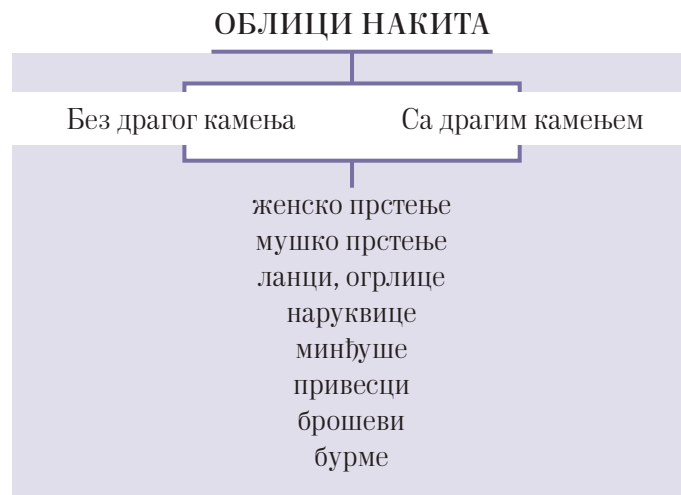 ОБЛИЦИ НАКИТА
Без драгог камења Са драгим камењем
женско прстење
мушко прстење
ланци, огрлице
наруквице
минђуше
привесци
брошеви
бурме